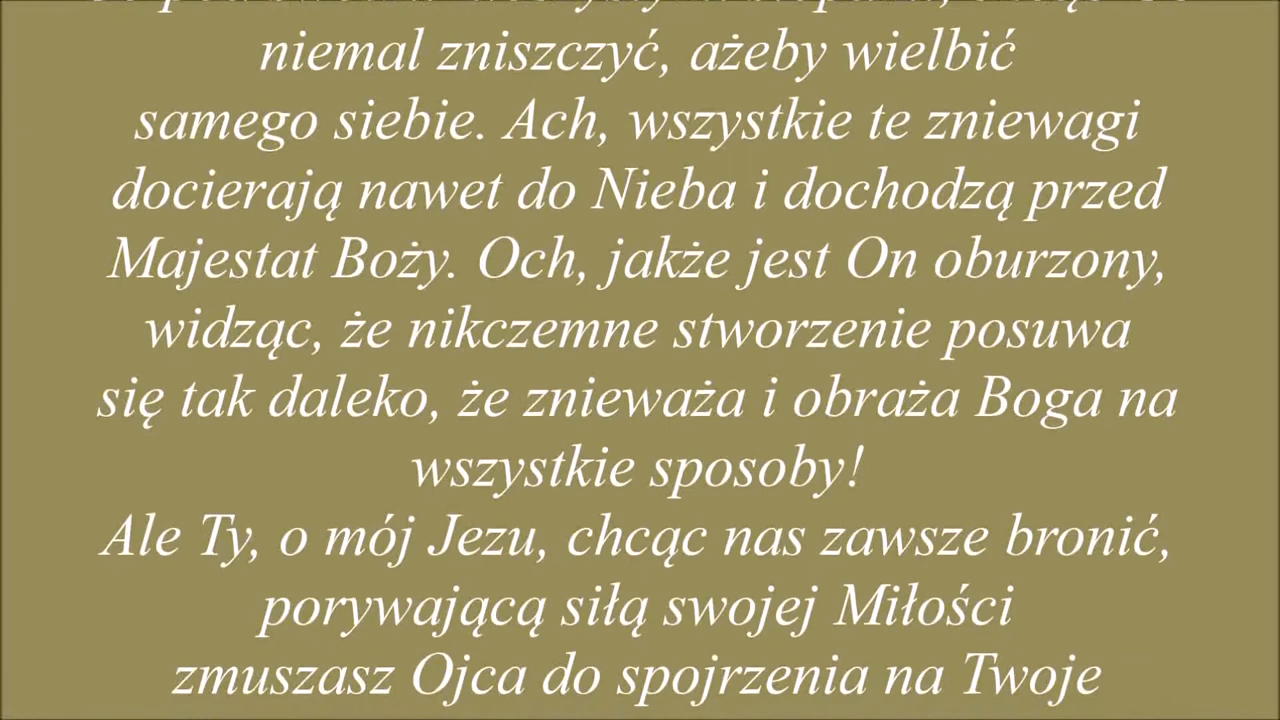 niemal zniszczyć, ażeby wielbić
samego siebie. Ach, wszystkie te zniewagi
docierają nawet do Nieba i dochodzą przed
Majestat Boży. Och, jakże jest On oburzony,
widząc, że nikczemne stworzenie posuwa
się tak daleko, że znieważa i obraża Boga na
wszystkie sposoby!
Ale Ty, o mój Jezu, chcąc nas zawsze bronić,
porywającą siłą swojej Miłości
zmuszasz Ojca do spojrzenia na Twoje